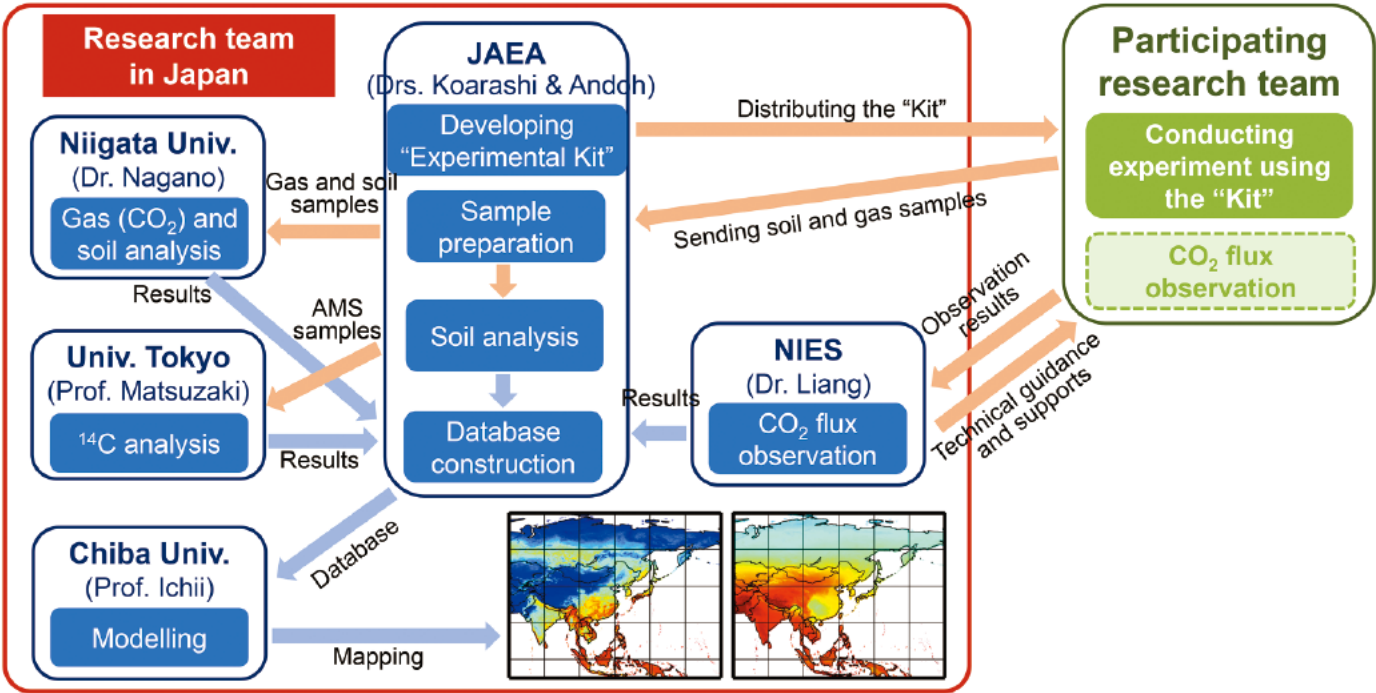 Research team
in Japan
JAEA
(Drs. Koarashi & Andoh)
Developing
“Experimental Kit”
Sample
preparation
Soil analysis
Database
construction
Niigata Univ.
(Dr. Nagano)
Gas (CO₂) and
soil analysis
Gas and soil
samples
Results
AMS
samples
Univ. Tokyo
(Prof. Matsuzaki)
¹⁴C analysis
Results
Chiba Univ.
(Prof. Ichii)
Modelling
Database
Mapping
NIES
(Dr. Liang)
CO₂ flux
observation
Results
Distributing the “Kit”
Sending soil and gas samples
Observation
results
Technical guidance
and supports
Participating
research team
Conducting
experiment using
the “Kit”
CO₂ flux
observation